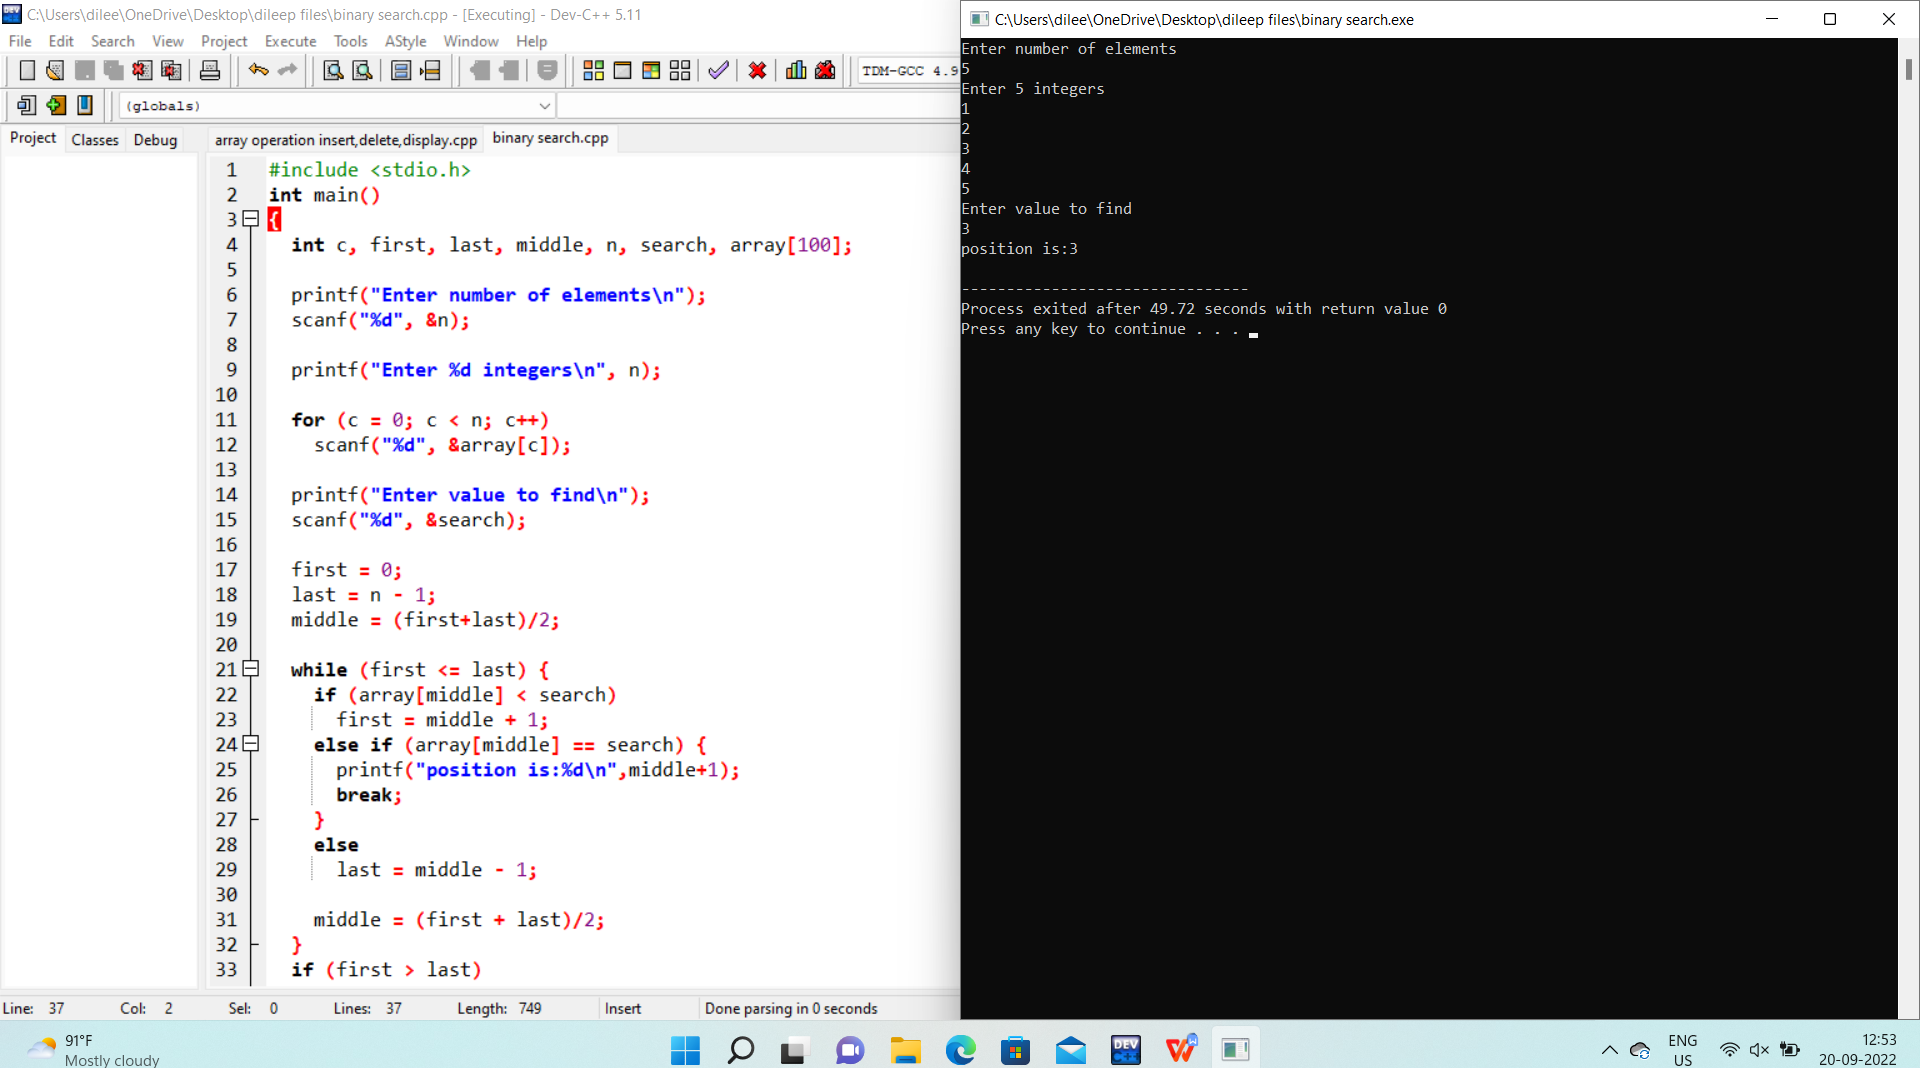 C:\Users\dilee\OneDrive\Desktop\dileep files\binary search.cpp - [Executing] - Dev-C++ 5.11
File Edit Search View Project Execute Tools AStyle Window Help
TDM-GCC 4.9
(globals)
Project Classes Debug
array operation insert,delete,display.cpp binary search.cpp
1 #include <stdio.h>
2 int main()
3 {
4 int c, first, last, middle, n, search, array[100];
5
6 printf("Enter number of elements\n");
7 scanf("%d", &n);
8
9 printf("Enter %d integers\n", n);
10
11 for (c = 0; c < n; c++)
12 scanf("%d", &array[c]);
13
14 printf("Enter value to find\n");
15 scanf("%d", &search);
16
17 first = 0;
18 last = n - 1;
19 middle = (first+last)/2;
20
21 while (first <= last) {
22 if (array[middle] < search)
23 first = middle + 1;
24 else if (array[middle] == search) {
25 printf("position is:%d\n",middle+1);
26 break;
27 }
28 else
29 last = middle - 1;
30
31 middle = (first + last)/2;
32 }
33 if (first > last)
Line: 37 Col: 2 Sel: 0 Lines: 37 Length: 749 Insert Done parsing in 0 seconds
C:\Users\dilee\OneDrive\Desktop\dileep files\binary search.exe
Enter number of elements
5
Enter 5 integers
1
2
3
4
5
Enter value to find
3
position is:3
--------------------------------
Process exited after 49.72 seconds with return value 0
Press any key to continue . . .
91°F
Mostly cloudy
DEV
C++
ENG
US
12:53
20-09-2022